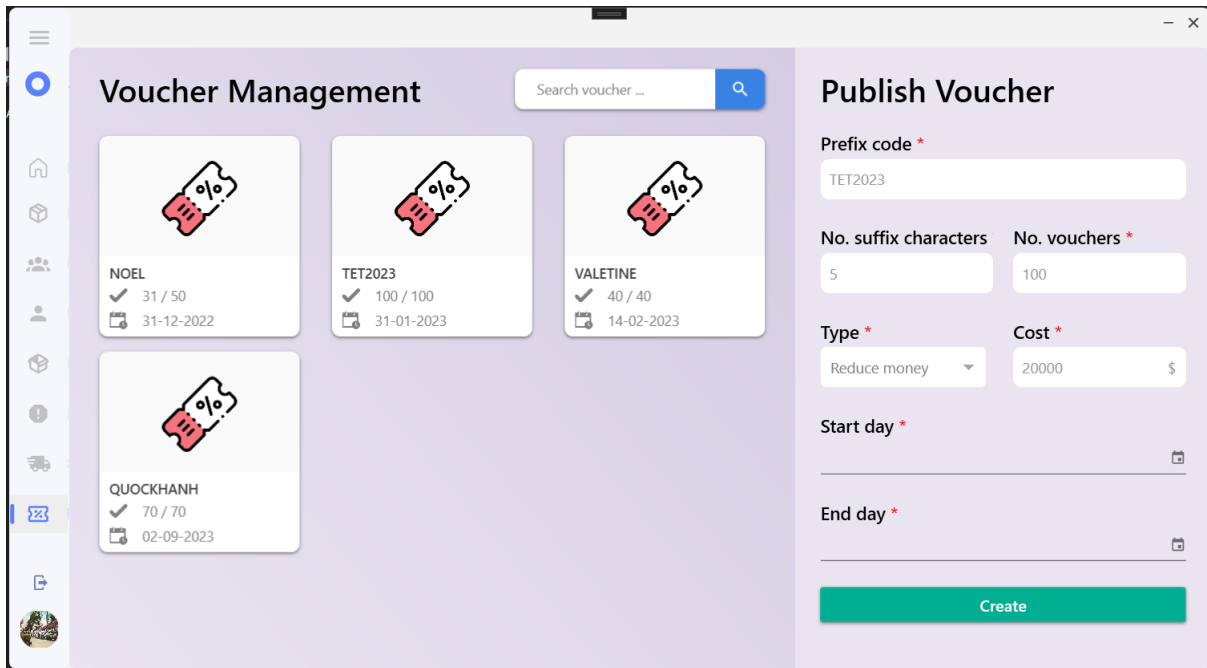 Voucher Management
Search voucher ...
NOEL
31 / 50
31-12-2022
TET2023
100 / 100
31-01-2023
VALETINE
40 / 40
14-02-2023
QUOCKHANH
70 / 70
02-09-2023
Publish Voucher
Prefix code *
TET2023
No. suffix characters
5
No. vouchers *
100
Type *
Reduce money
Cost *
20000 $
Start day *
End day *
Create